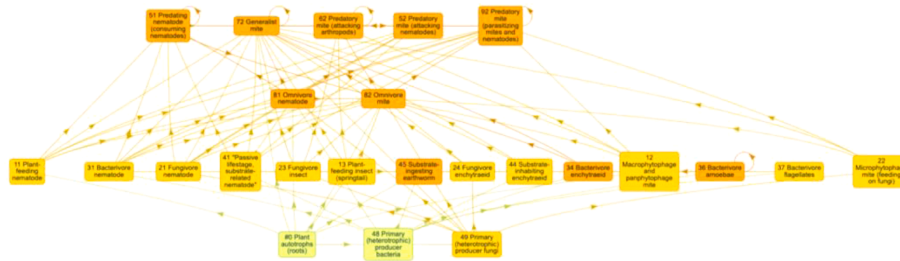 51 Predating
nematode
(consuming
nematodes)
72 Generalist
mite
62 Predatory
mite (attacking
arthropods)
52 Predatory
mite (attacking
nematodes)
92 Predatory
mite
(parasitizing
mites and
nematodes)
81 Omnivore
nematode
82 Omnivore
mite
11 Plant-
feeding
nematode
31 Bacterivore
nematode
21 Fungivore
nematode
41 "Passive
lifestage,
substrate-
related
nematode"
23 Fungivore
insect
13 Plant-
feeding insect
(springtail)
45 Substrate-
ingesting
earthworm
24 Fungivore
enchytraeid
44 Substrate-
inhabiting
enchytraeid
34 Bacterivore
enchytraeid
12
Macrophytophage
and
panphytophage
mite
36 Bacterivore
amoebae
37 Bacterivore
flagellates
22
Microphytopha
mite (feeding
on fungi)
#0 Plant
autotrophs
(roots)
48 Primary
(heterotrophic)
producer
bacteria
49 Primary
(heterotrophic)
producer fungi